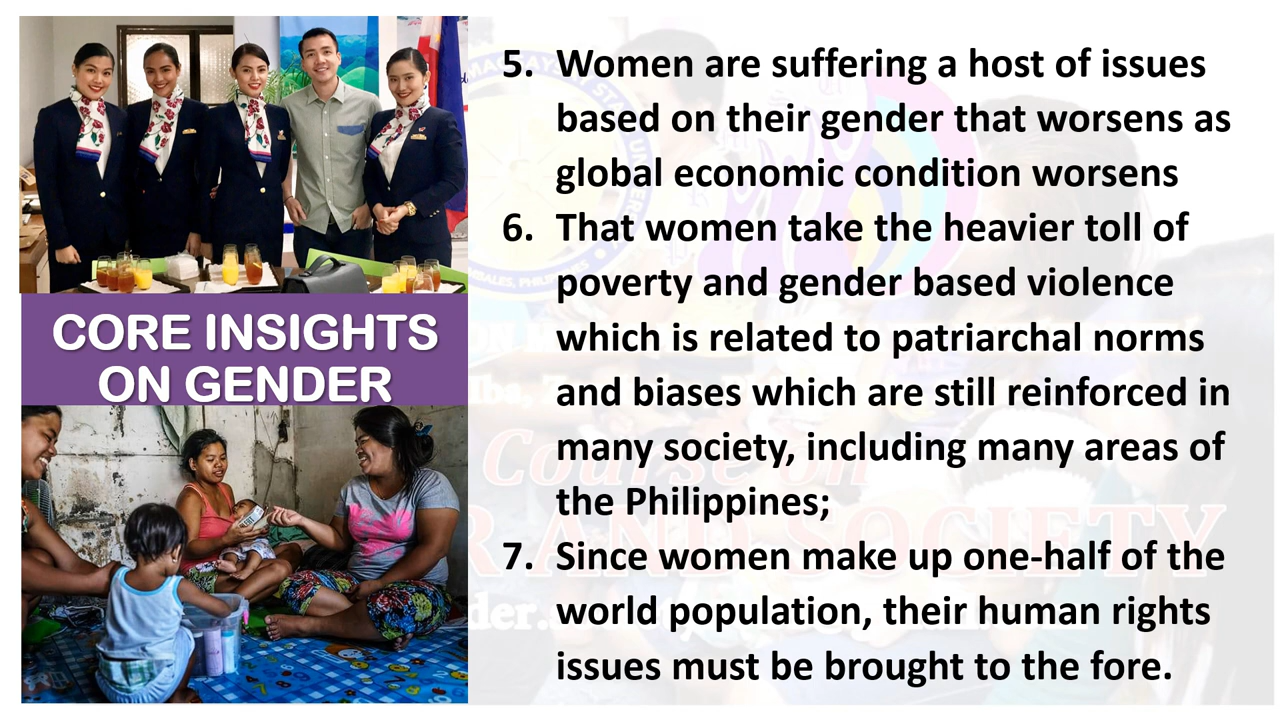 CORE INSIGHTS
ON GENDER
5. Women are suffering a host of issues
based on their gender that worsens as
global economic condition worsens
6. That women take the heavier toll of
poverty and gender based violence
which is related to patriarchal norms
and biases which are still reinforced in
many society, including many areas of
the Philippines;
7. Since women make up one-half of the
world population, their human rights
issues must be brought to the fore.
Course on
AND SOCIETY